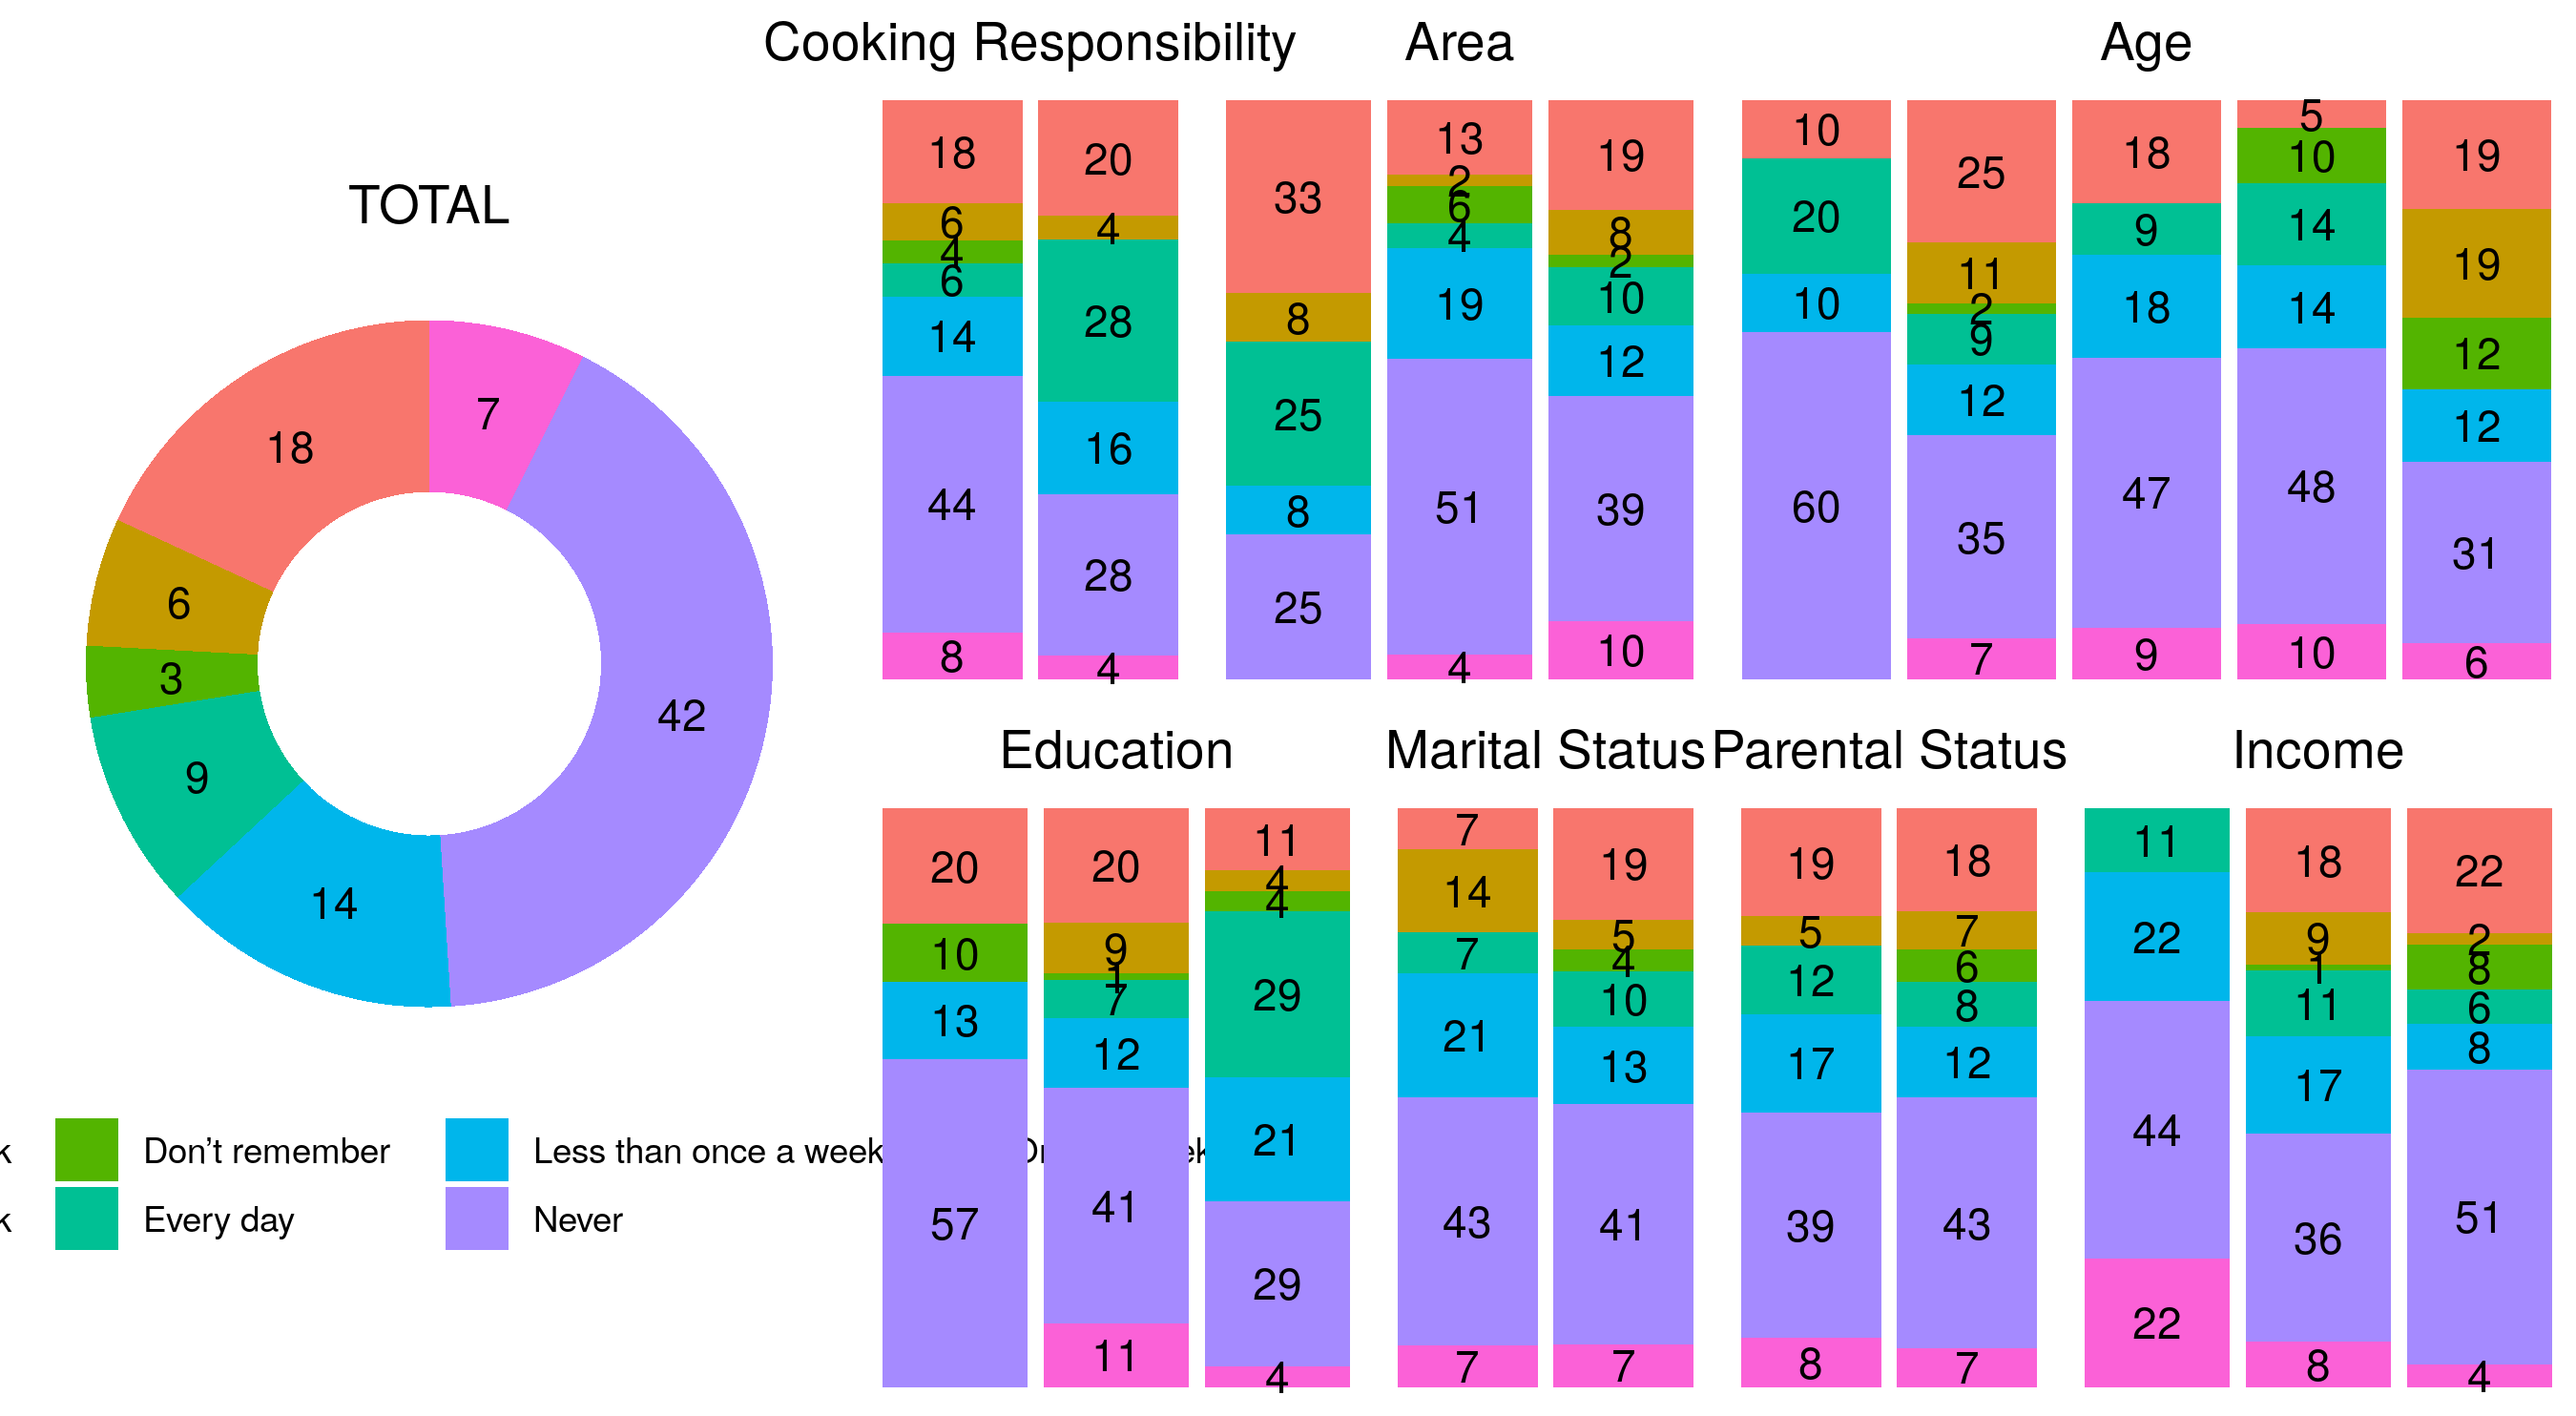 Cooking Responsibility
Area
Age
TOTAL
18 6 4 6 14 44 8
20 4 28 16 28 4
33 8 25 8 25
13 2 6 4 19 51 4
19 8 2 10 12 39 10
10 20 10 60
25 11 2 9 12 35 7
18 9 18 47 9
5 10 14 14 48 10
19 19 12 12 31 6
7
18
6
3
9
14
42
Education
Marital Status
Parental Status
Income
20 10 13 57
20 9 1 7 12 41 11
11 4 4 29 21 29 4
7 14 7 21 43 7
19 5 4 10 13 41 7
19 5 12 17 39 8
18 7 6 8 12 43 7
11 22 44 22
18 9 1 11 17 36 8
22 2 8 6 8 51 4
k
Don't remember
Less than once a week
k
Every day
Never